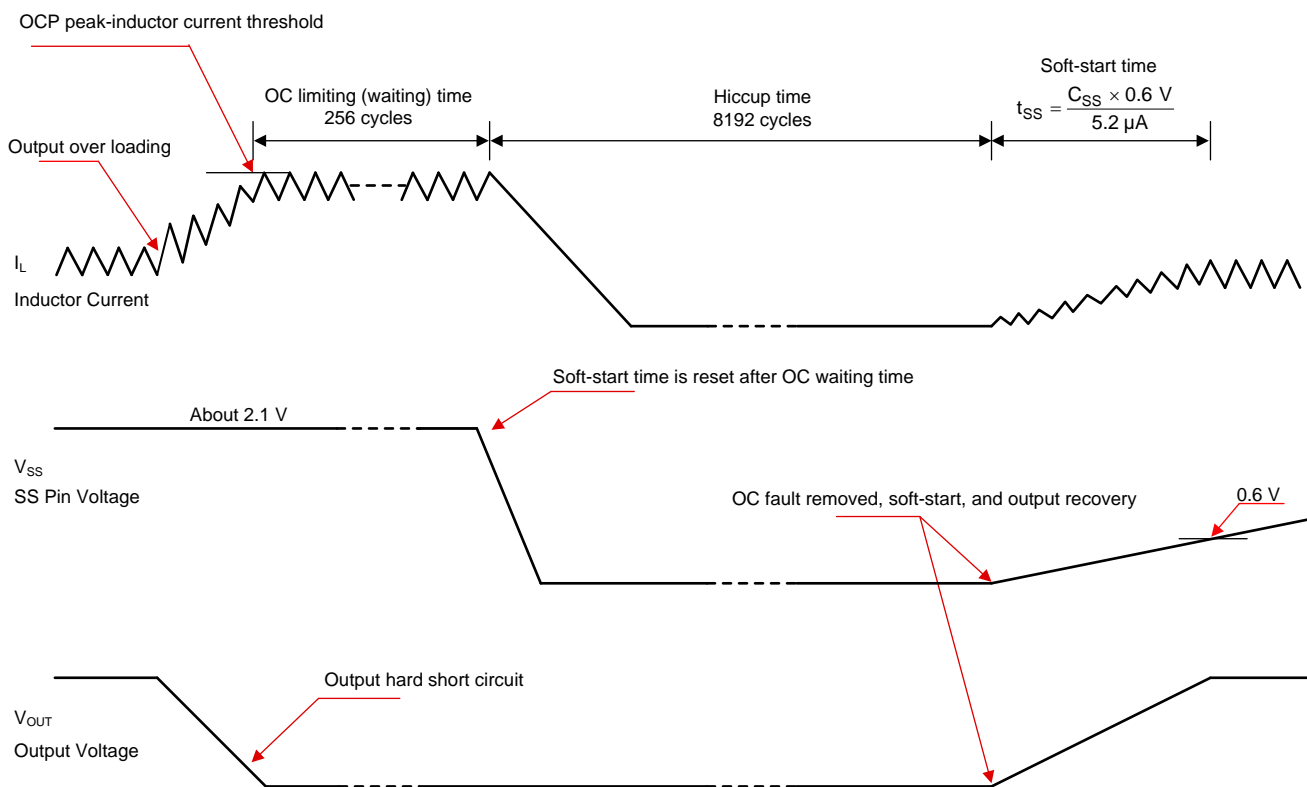 OCP peak-inductor current threshold
OC limiting (waiting) time
256 cycles
Hiccup time
8192 cycles
Soft-start time
tSS = CSS × 0.6 V / 5.2 µA
Output over loading
IL
Inductor Current
Soft-start time is reset after OC waiting time
About 2.1 V
VSS
SS Pin Voltage
OC fault removed, soft-start, and output recovery
0.6 V
Output hard short circuit
VOUT
Output Voltage